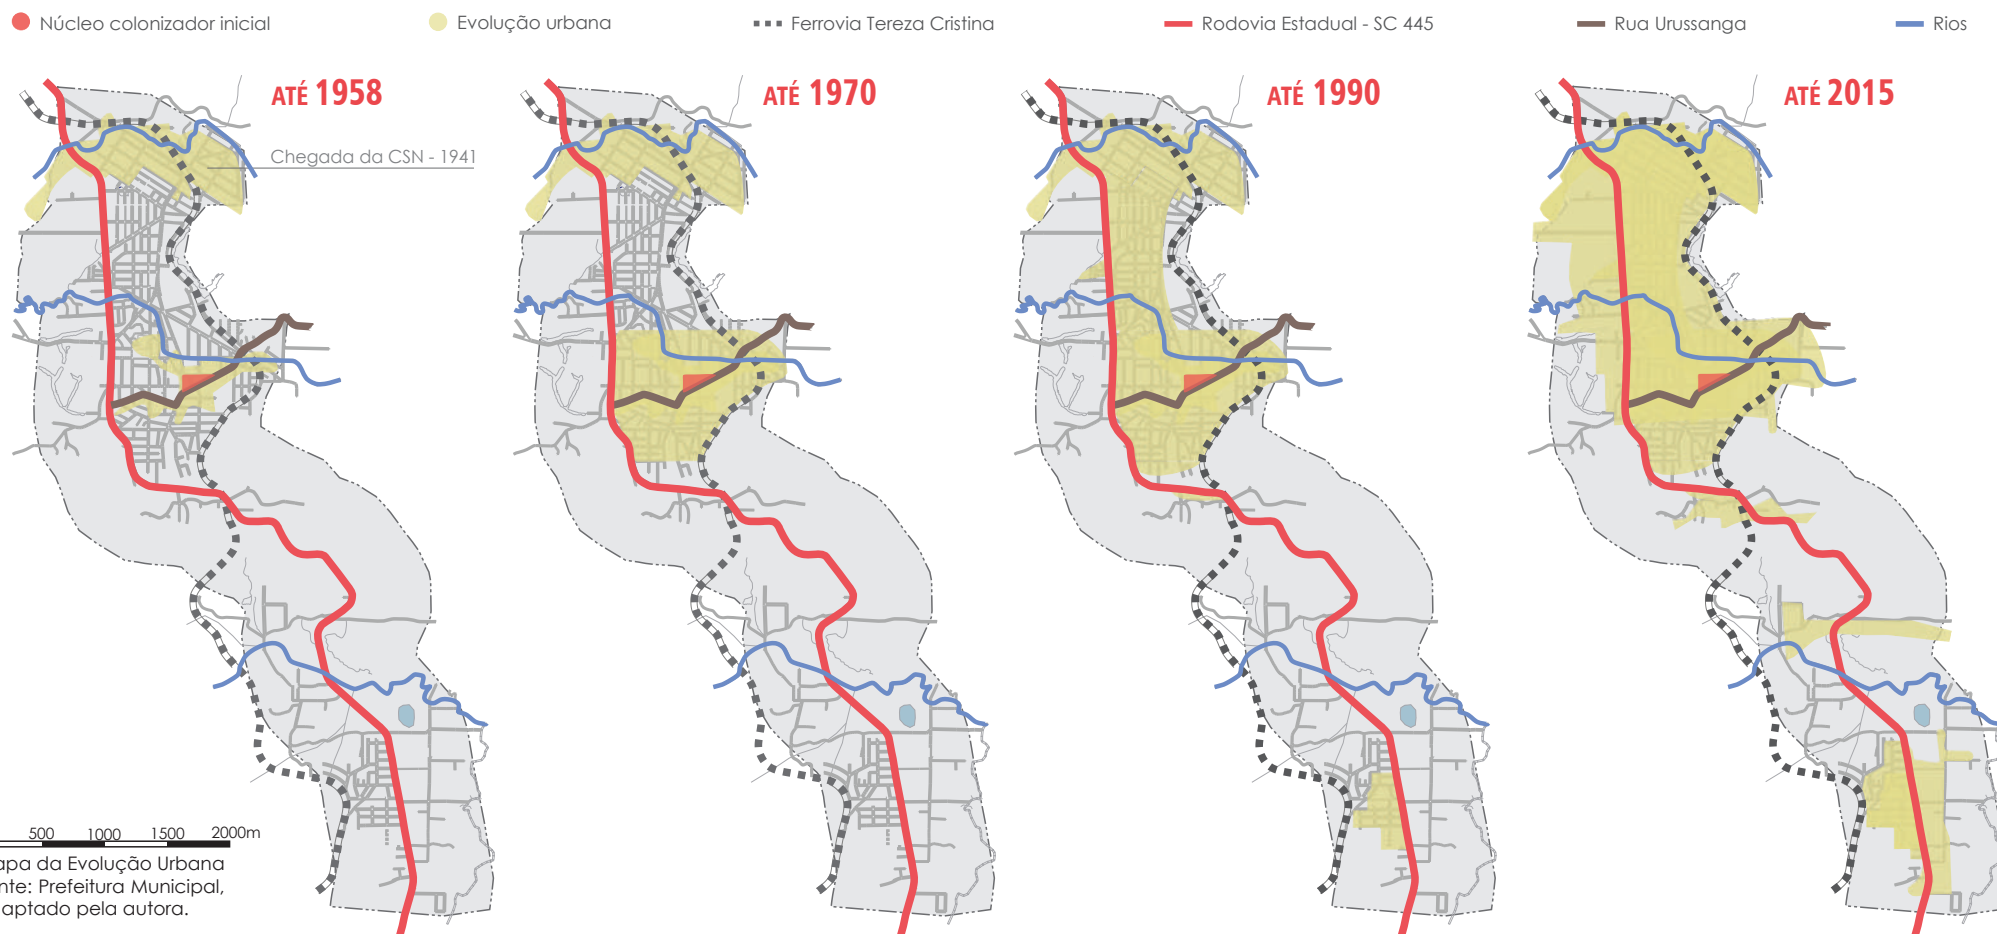 Núcleo colonizador inicial
Evolução urbana
Ferrovia Tereza Cristina
Rodovia Estadual - SC 445
Rua Urussanga
Rios
ATÉ 1958
ATÉ 1970
ATÉ 1990
ATÉ 2015
Chegada da CSN - 1941
500 1000 1500 2000m
apa da Evolução Urbana
nte: Prefeitura Municipal,
aptado pela autora.